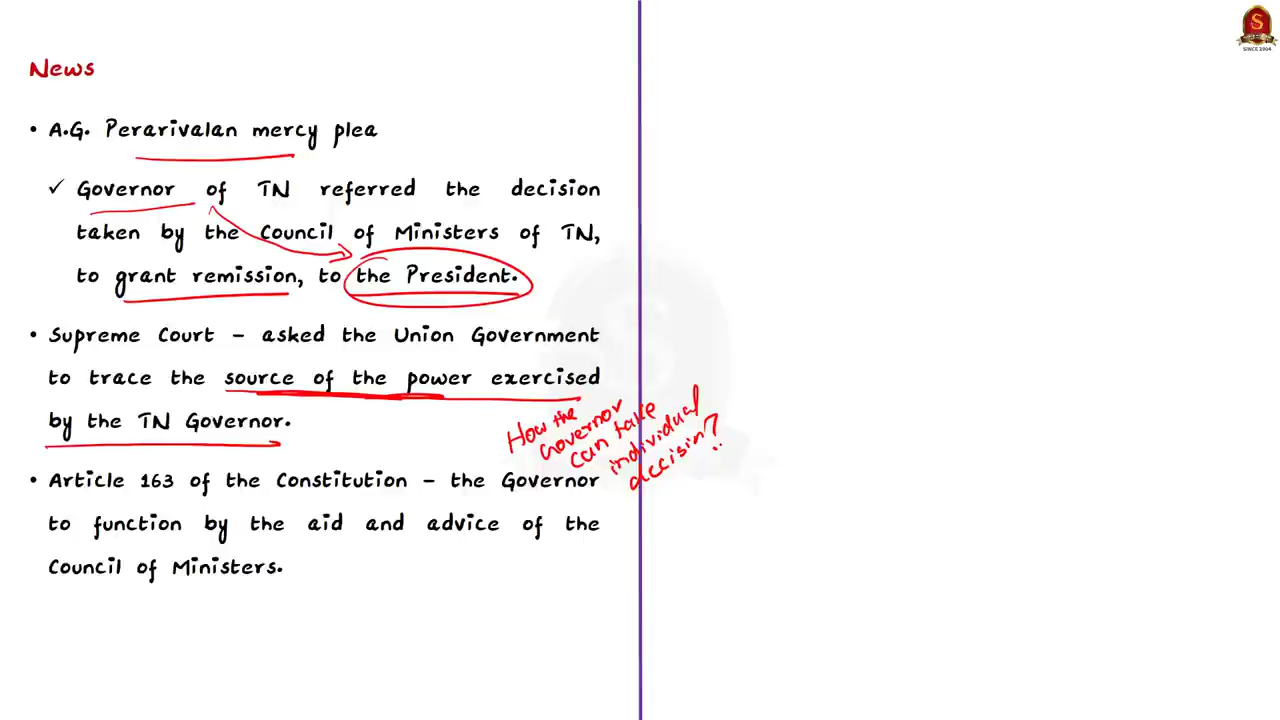 News
• A.G. Perarivalan mercy plea
✓ Governor of TN referred the decision
taken by the Council of Ministers of TN,
to grant remission, to the President.
• Supreme Court – asked the Union Government
to trace the source of the power exercised
by the TN Governor.
How the
Governor
can take
individual
decisin?
• Article 163 of the Constitution – the Governor
to function by the aid and advice of the
Council of Ministers.
S
SINCE 2004